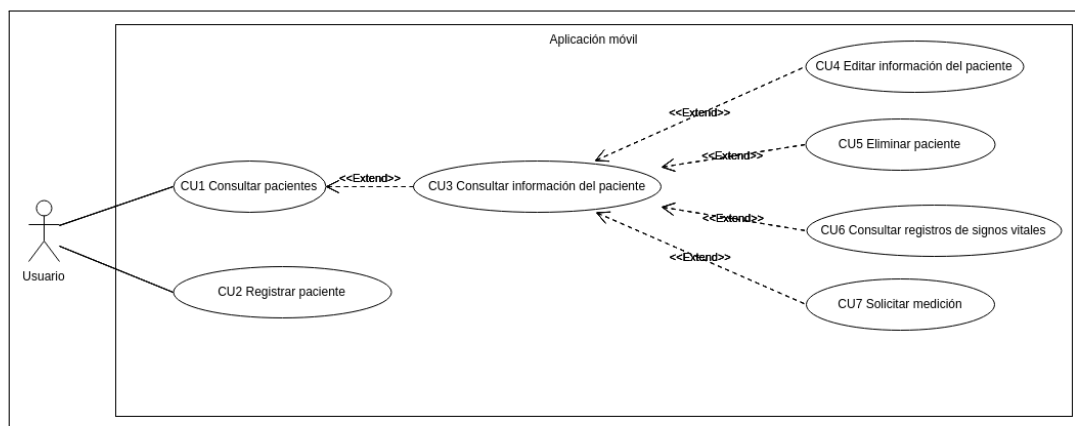 Aplicación móvil
CU4 Editar información del paciente
<<Extend>>
CU5 Eliminar paciente
<<Extend>>
CU1 Consultar pacientes
<<Extend>>
CU3 Consultar información del paciente
<<Extend>>
CU6 Consultar registros de signos vitales
<<Extend>>
Usuario
CU2 Registrar paciente
CU7 Solicitar medición